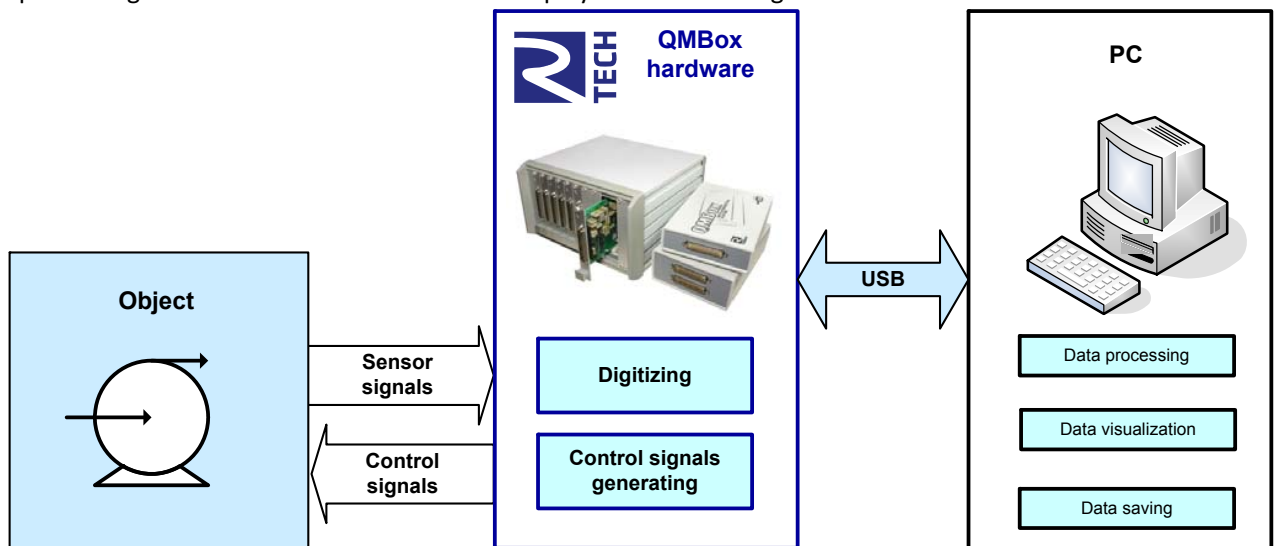 TECH
QMBox
hardware
PC
QMBox
Object
USB
Sensor
signals
Digitizing
Data processing
Control
signals
Control signals
generating
Data visualization
Data saving